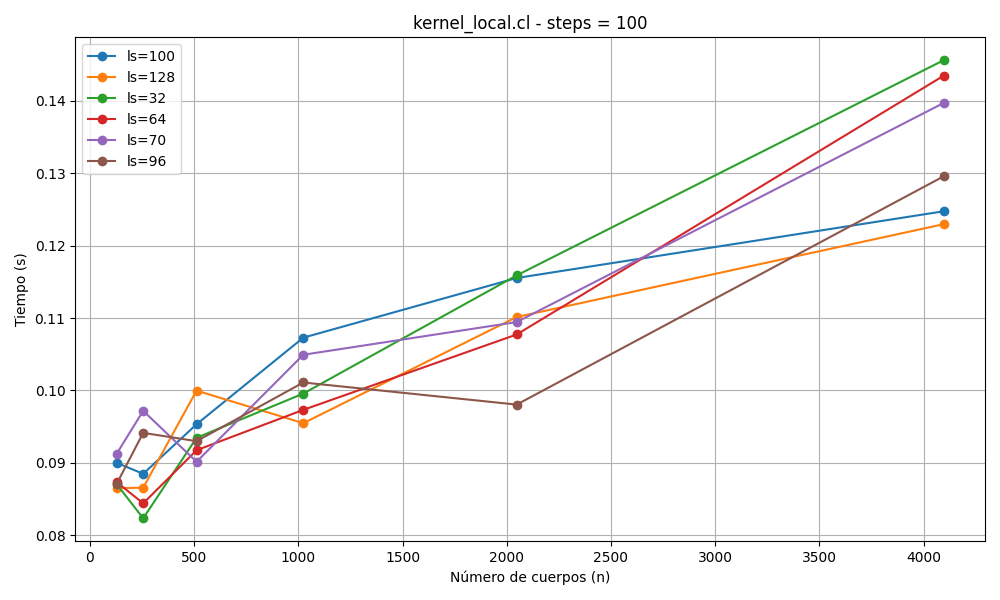 kernel_local.cl - steps = 100
ls=100
ls=128
ls=32
ls=64
ls=70
ls=96
Tiempo (s)
0.14
0.13
0.12
0.11
0.10
0.09
0.08
0 500 1000 1500 2000 2500 3000 3500 4000
Número de cuerpos (n)